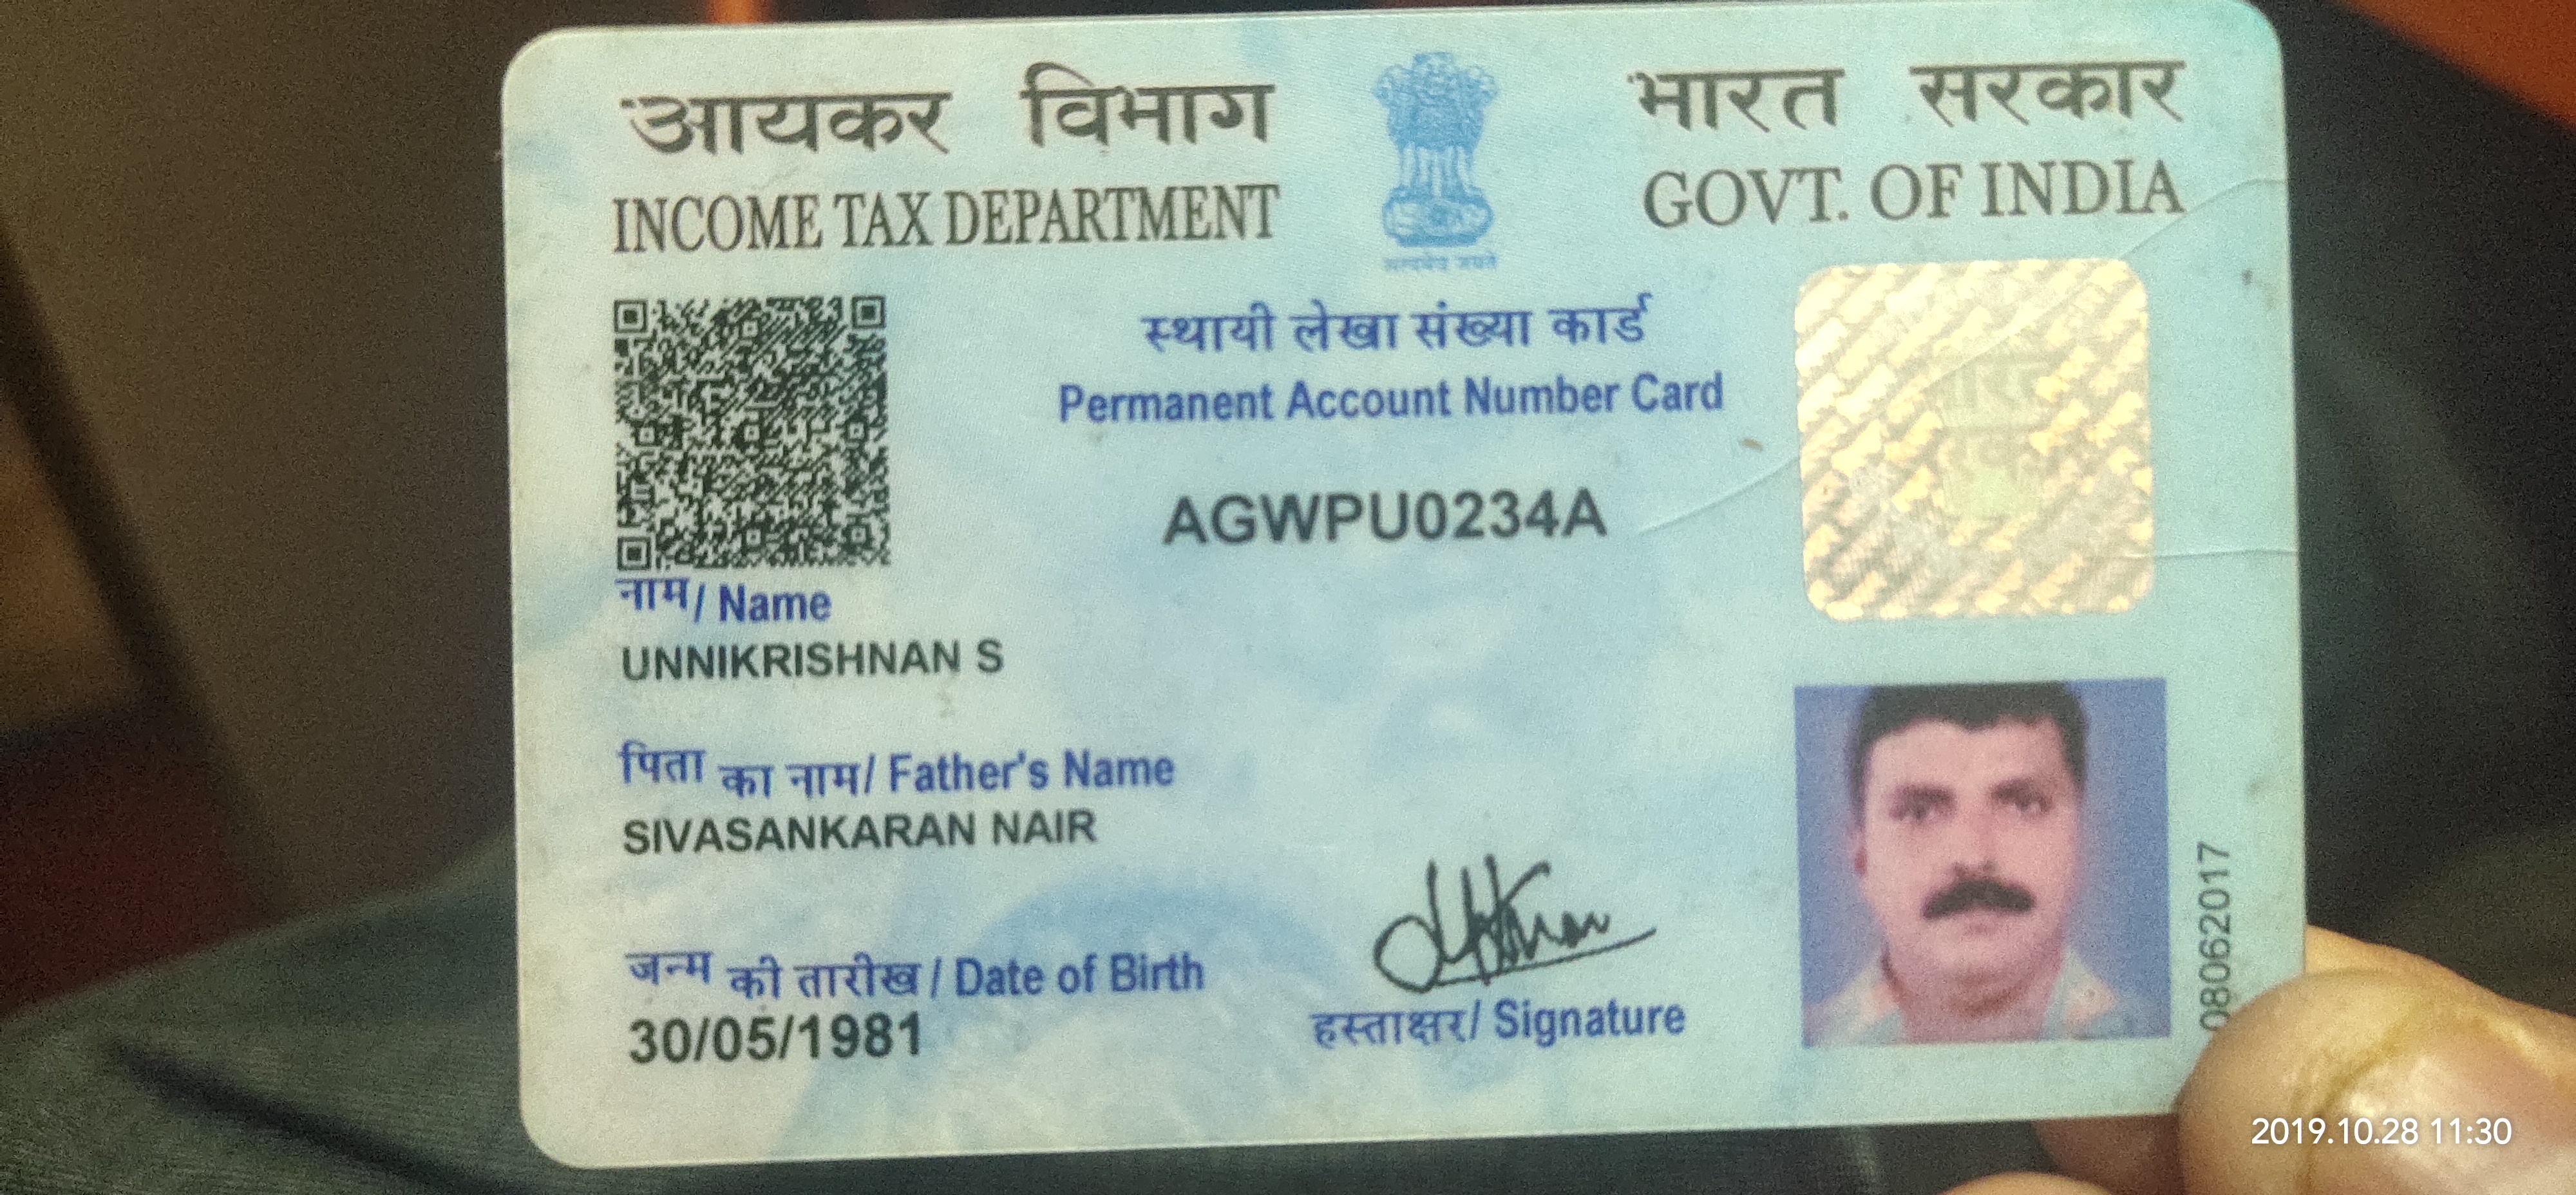 आयकर विभाग
INCOME TAX DEPARTMENT
सत्यमेव जयते
भारत सरकार
GOVT. OF INDIA
स्थायी लेखा संख्या कार्ड
Permanent Account Number Card
AGWPU0234A
नाम/ Name
UNNIKRISHNAN S
पिता का नाम/ Father's Name
SIVASANKARAN NAIR
जन्म की तारीख / Date of Birth
30/05/1981
हस्ताक्षर/ Signature
08062017
2019.10.28 11:30